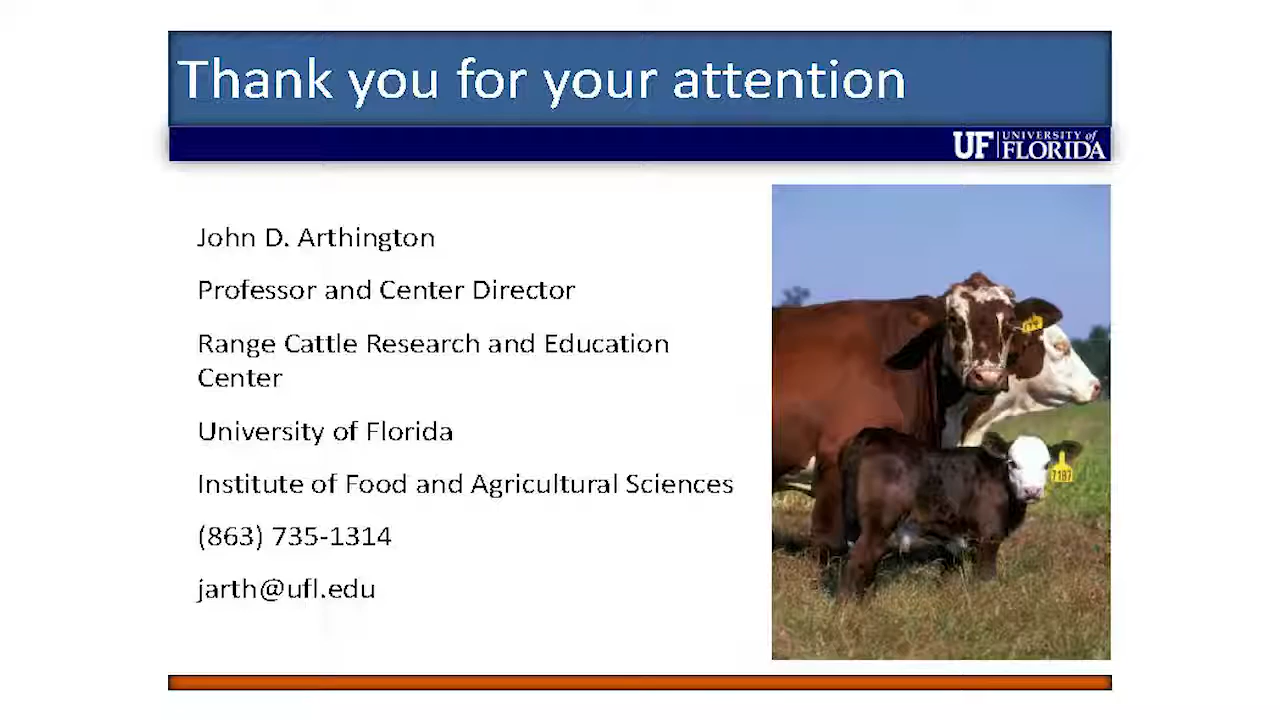 Thank you for your attention
UF UNIVERSITY of
FLORIDA
John D. Arthington
Professor and Center Director
Range Cattle Research and Education
Center
University of Florida
Institute of Food and Agricultural Sciences
(863) 735-1314
jarth@ufl.edu
7187